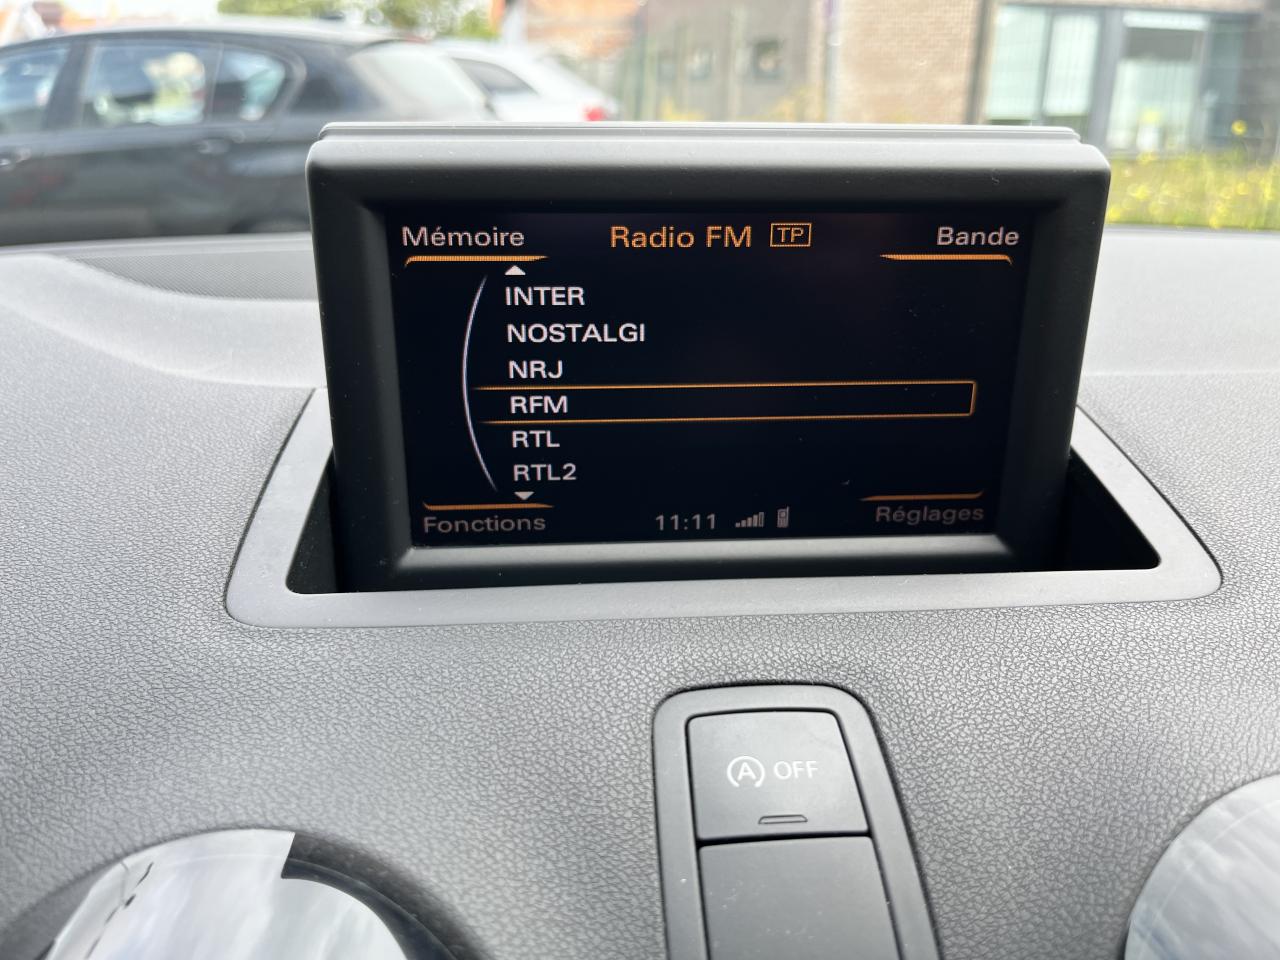 Mémoire Radio FM TP Bande
INTER
NOSTALGI
NRJ
RFM
RTL
RTL2
Fonctions 11:11 Réglages
A OFF